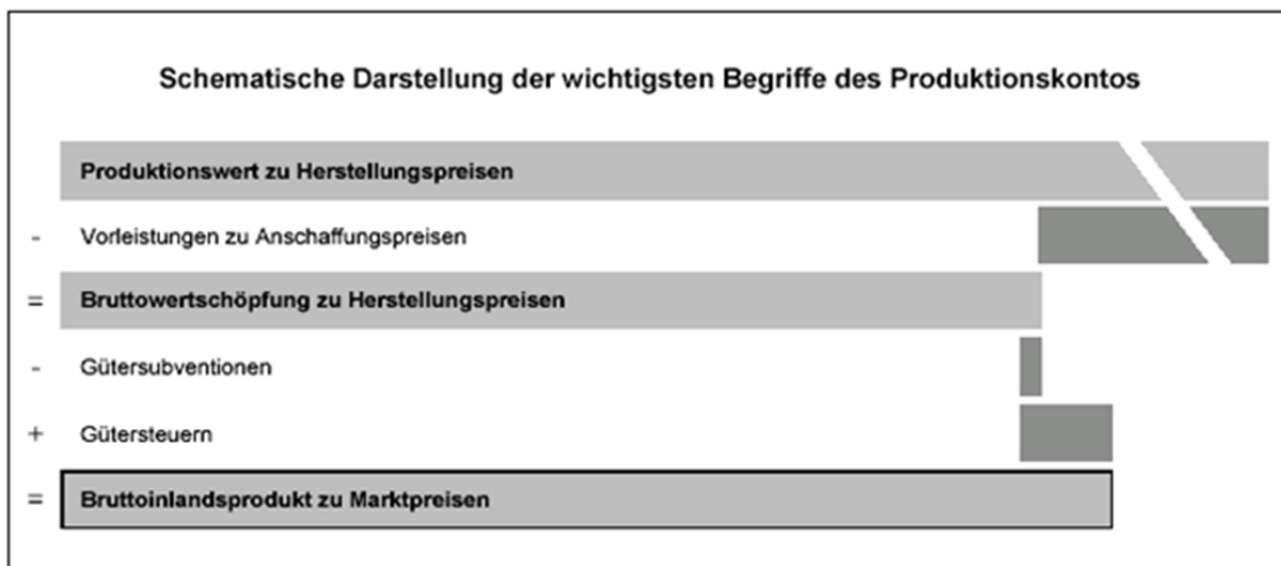 Schematische Darstellung der wichtigsten Begriffe des Produktionskontos
Produktionswert zu Herstellungspreisen
- Vorleistungen zu Anschaffungspreisen
= Bruttowertschöpfung zu Herstellungspreisen
- Gütersubventionen
+ Gütersteuern
= Bruttoinlandsprodukt zu Marktpreisen